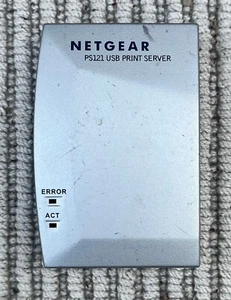 NETGEAR
PS121 USB PRINT SERVER
ERROR
ACT